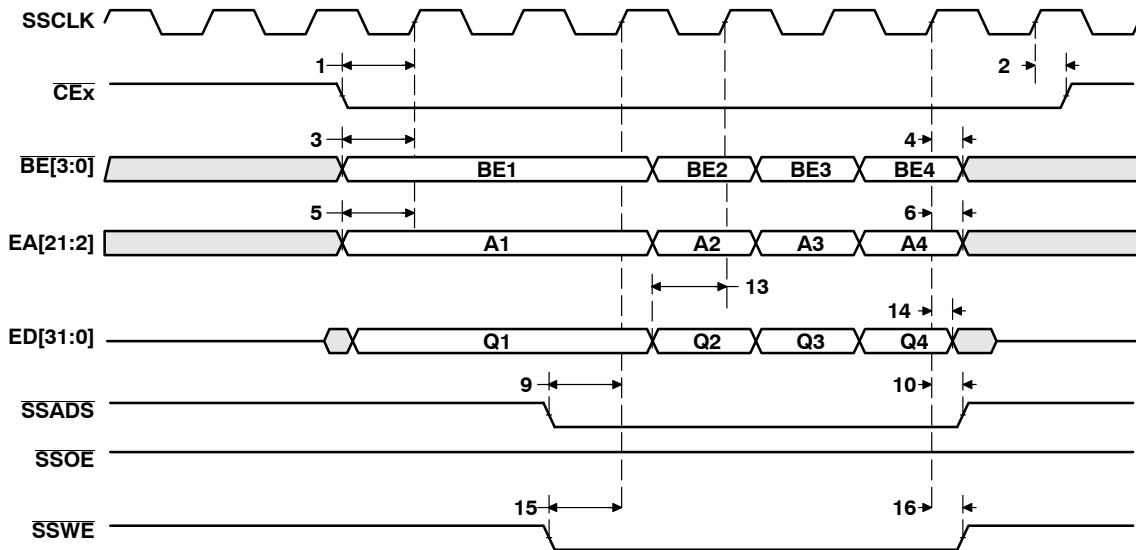 SSCLK
1
2
CEx
3
4
BE[3:0]
BE1
BE2
BE3
BE4
5
6
EA[21:2]
A1
A2
A3
A4
13
14
ED[31:0]
Q1
Q2
Q3
Q4
9
10
SSADS
SSOE
15
16
SSWE